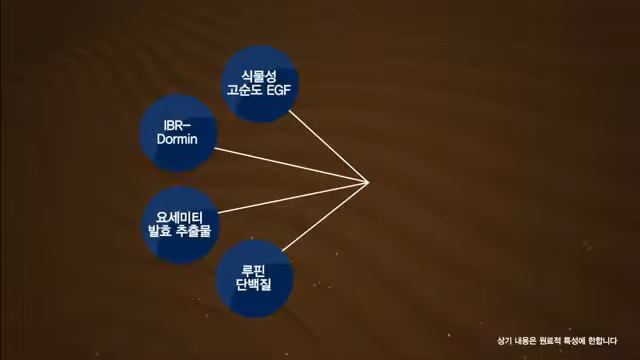 식물성
고순도 EGF
IBR-
Dormin
요세미티
발효 추출물
루핀
단백질
상기 내용은 원료적 특성에 한합니다